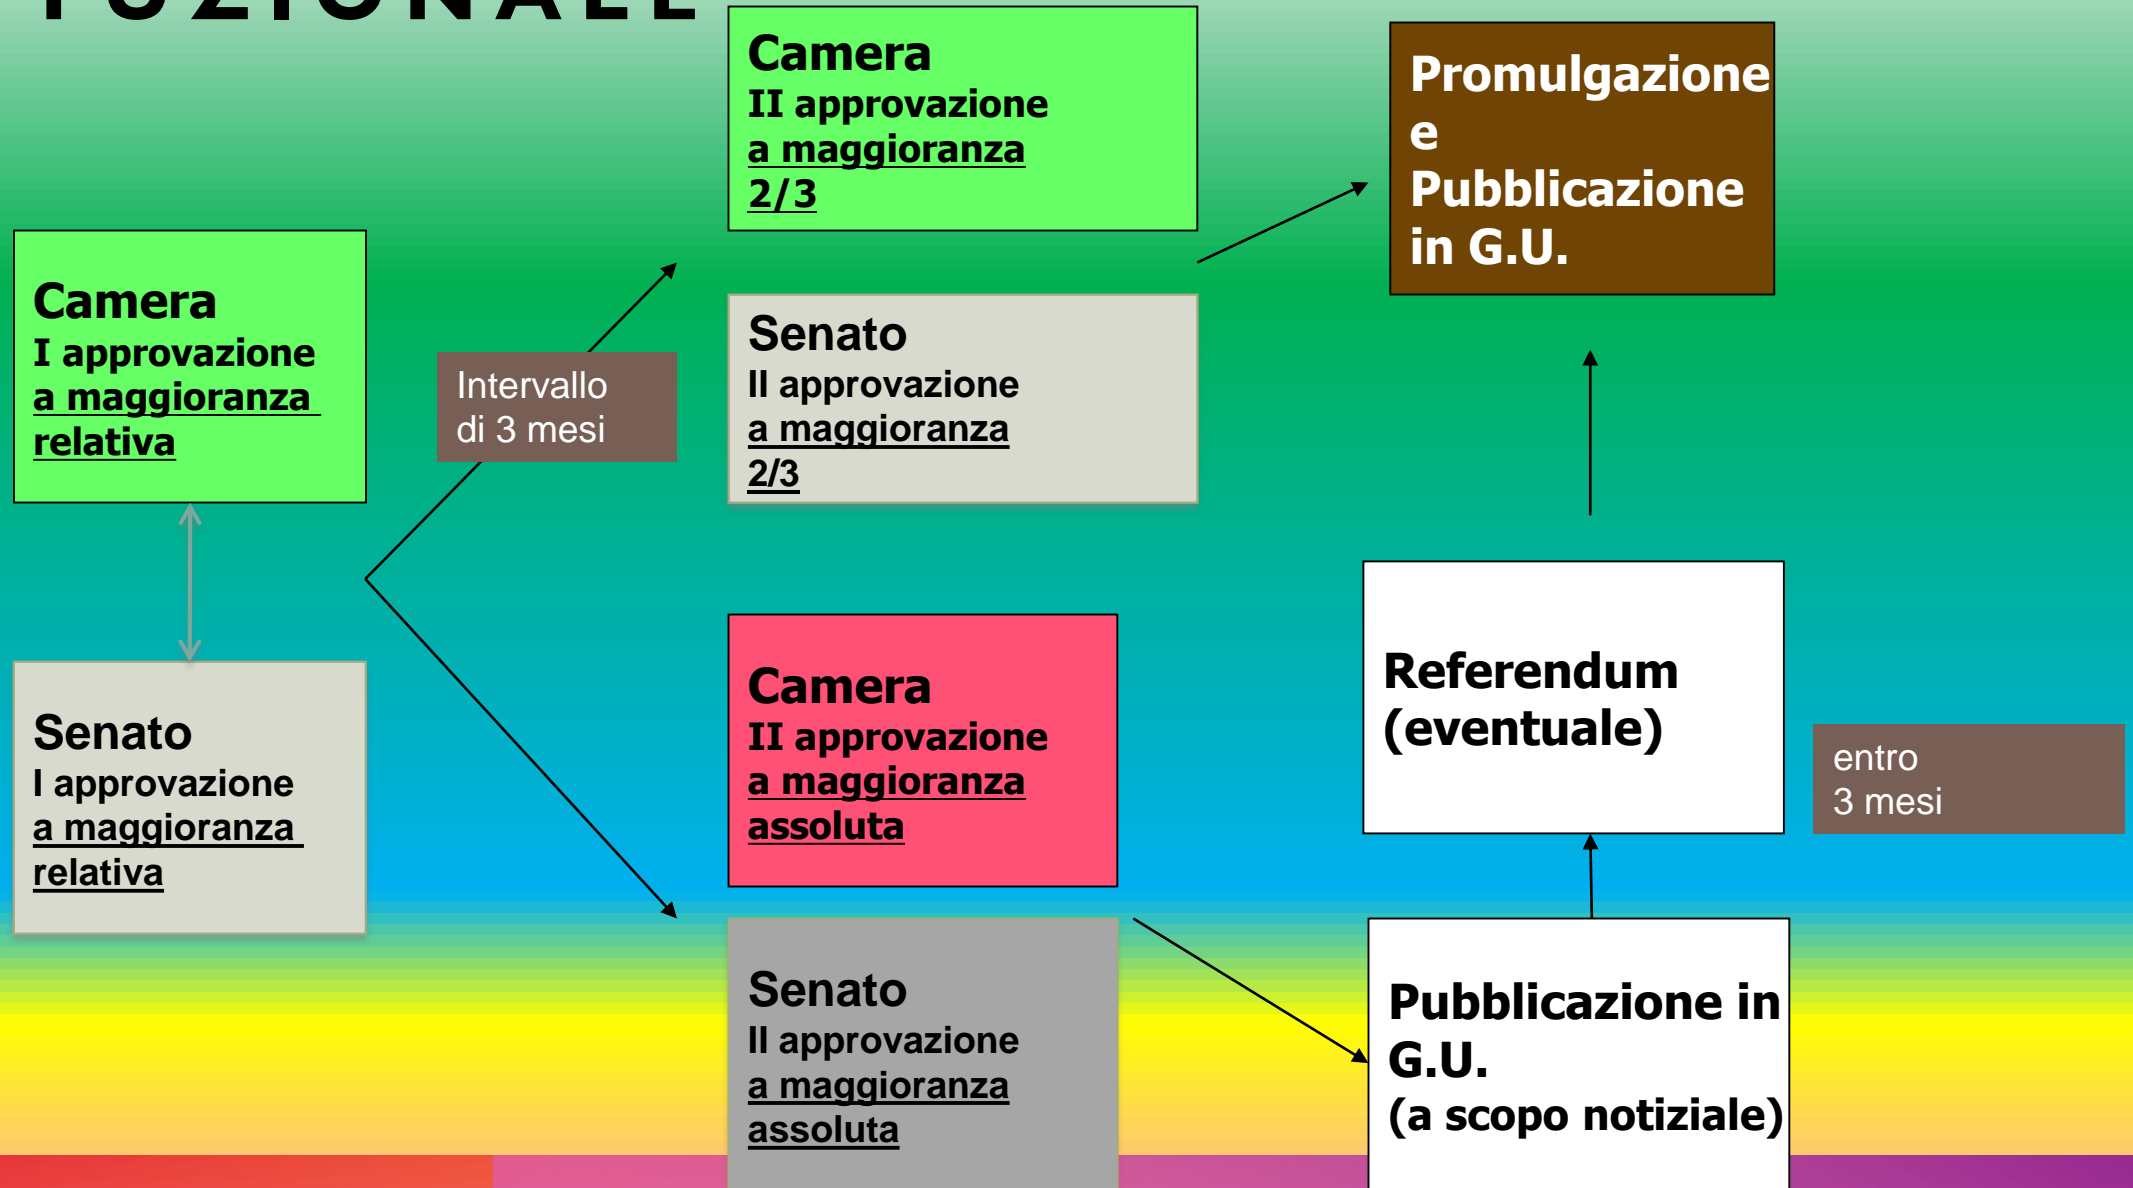 TUZIONALE
Camera
I approvazione
a maggioranza
relativa
Senato
I approvazione
a maggioranza
relativa
Intervallo
di 3 mesi
Camera
II approvazione
a maggioranza
2/3
Senato
II approvazione
a maggioranza
2/3
Camera
II approvazione
a maggioranza
assoluta
Senato
II approvazione
a maggioranza
assoluta
Promulgazione
e
Pubblicazione
in G.U.
Referendum
(eventuale)
entro
3 mesi
Pubblicazione in
G.U.
(a scopo notiziale)